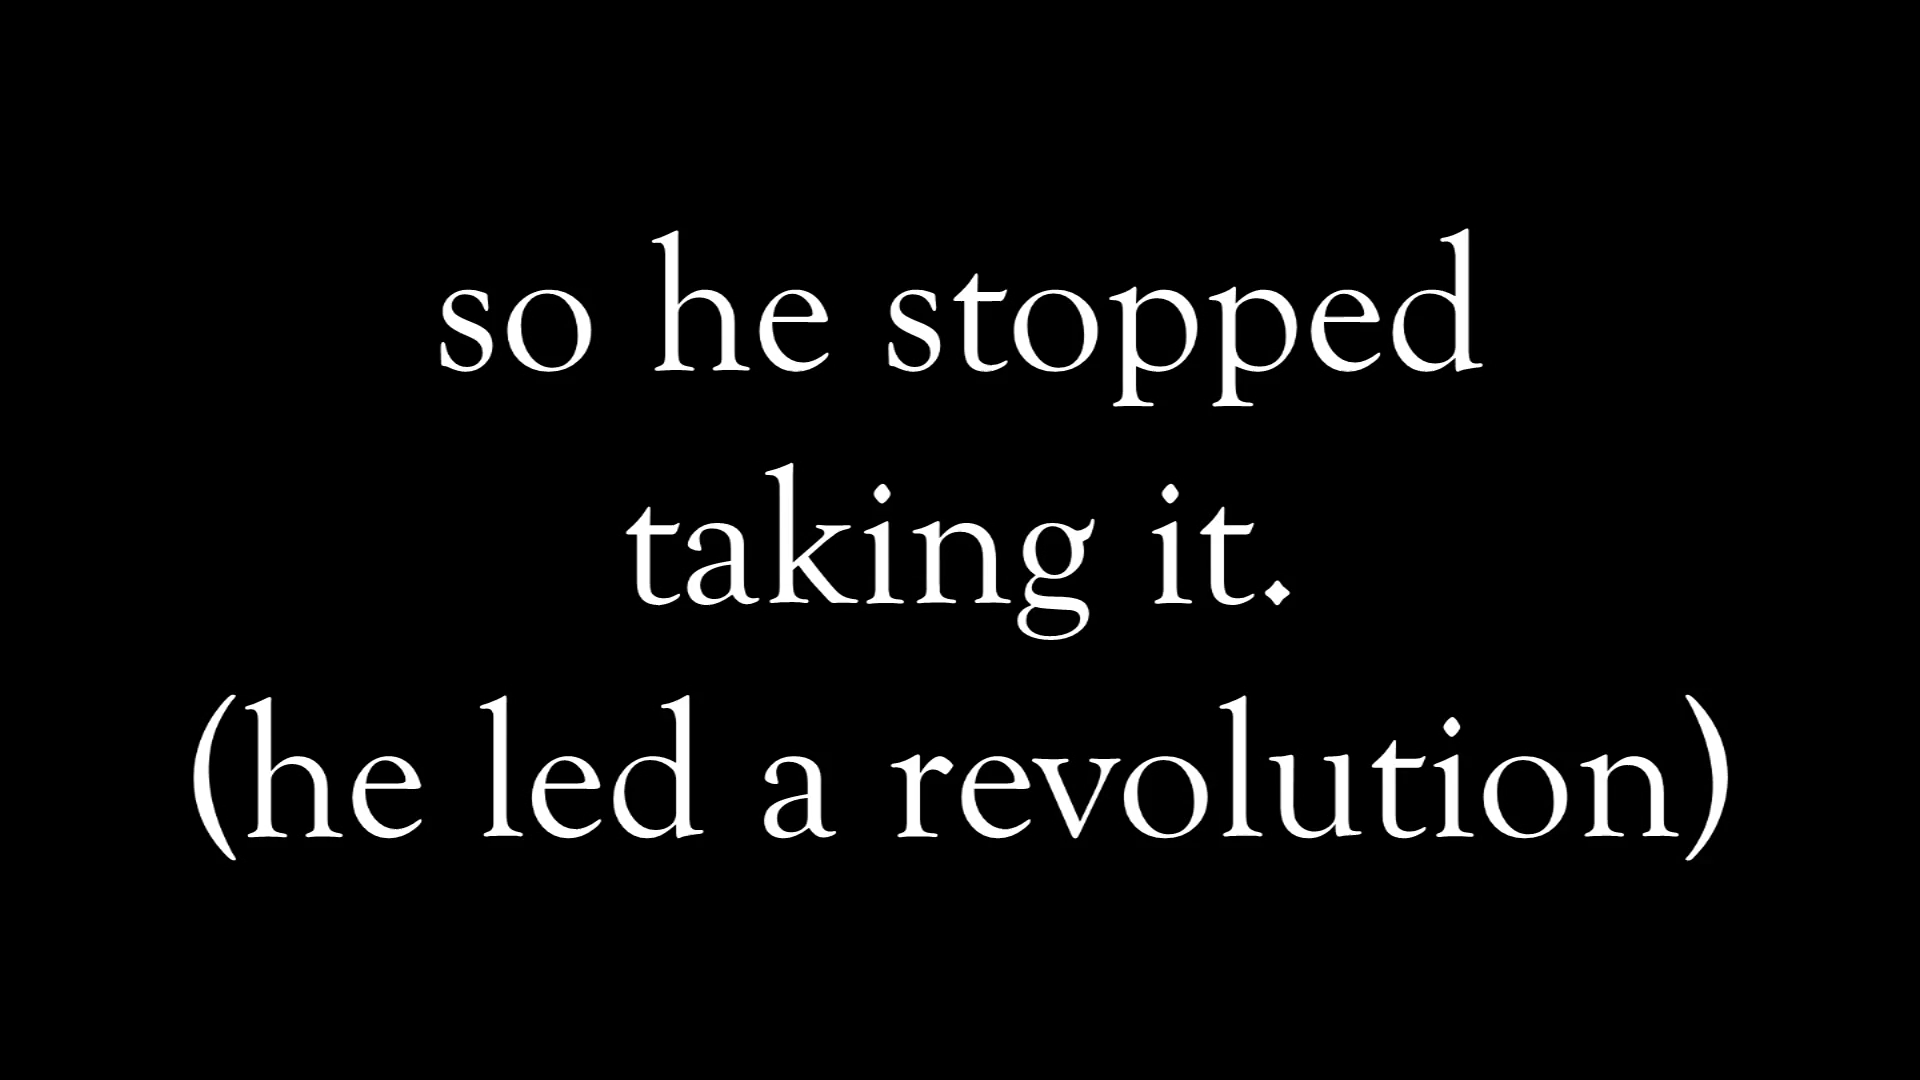 so he stopped
taking it.
(he led a revolution)